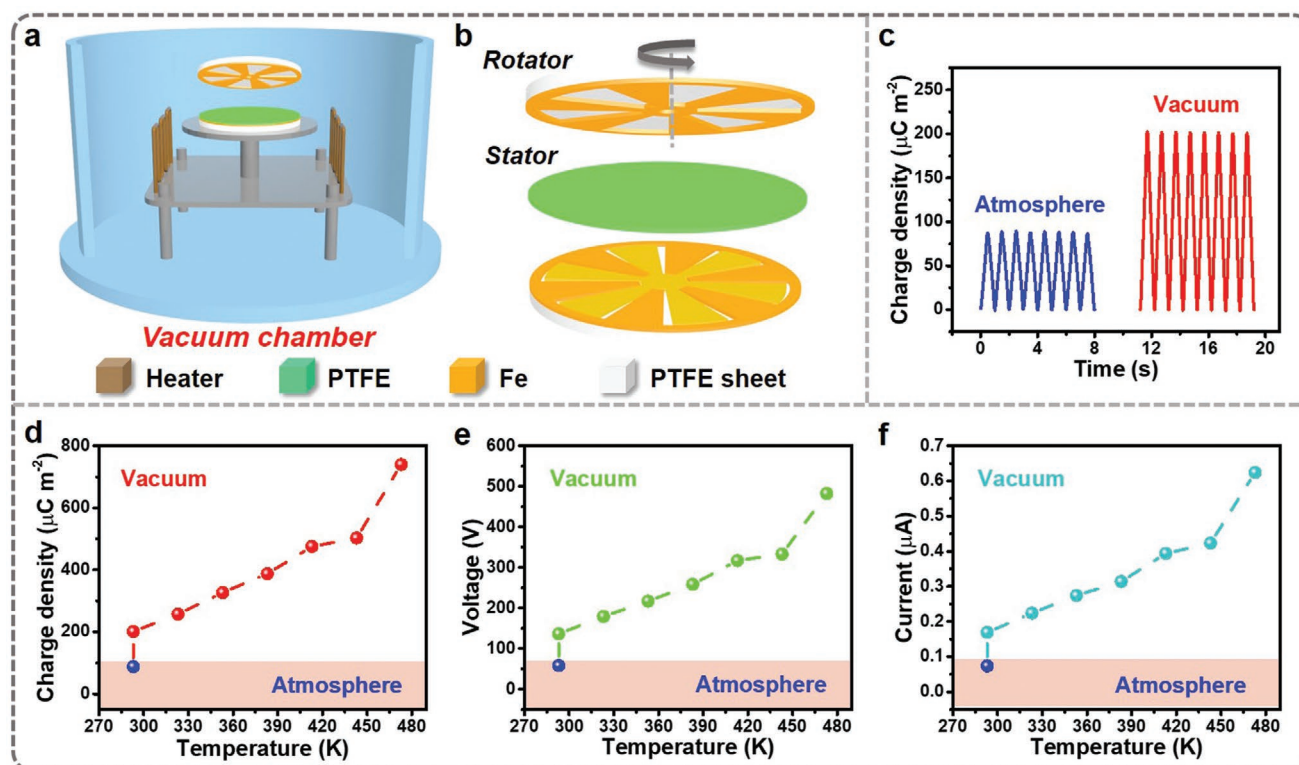 a
Vacuum chamber
b
Rotator
Stator
Heater
PTFE
Fe
PTFE sheet
c
Charge density (μC m⁻²)
250
200
150
100
50
0
Atmosphere
Vacuum
0 4 8 12 16 20
Time (s)
d
Charge density (μC m⁻²)
800
600
400
200
0
Vacuum
Atmosphere
270 300 330 360 390 420 450 480
Temperature (K)
e
Voltage (V)
600
500
400
300
200
100
0
Vacuum
Atmosphere
270 300 330 360 390 420 450 480
Temperature (K)
f
Current (μA)
0.7
0.6
0.5
0.4
0.3
0.2
0.1
0.0
Vacuum
Atmosphere
270 300 330 360 390 420 450 480
Temperature (K)